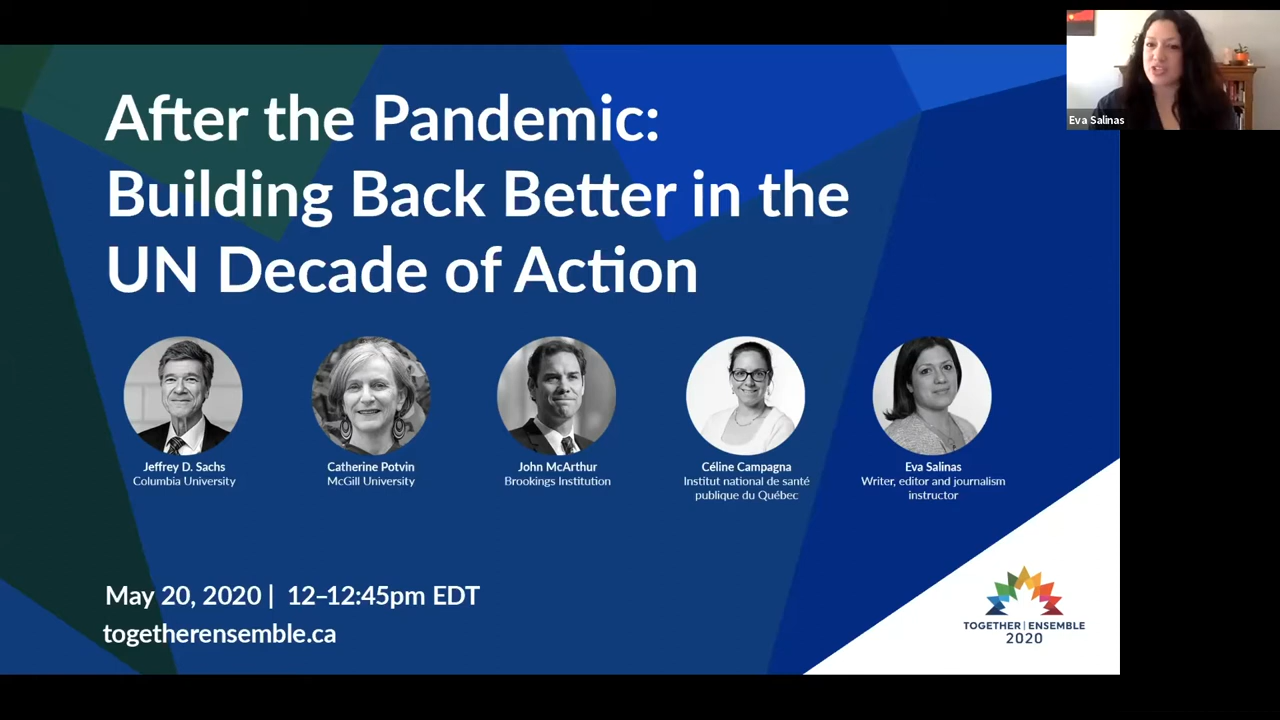 Eva Salinas
After the Pandemic:
Building Back Better in the
UN Decade of Action
Jeffrey D. Sachs
Columbia University
Catherine Potvin
McGill University
John McArthur
Brookings Institution
Céline Campagna
Institut national de santé
publique du Québec
Eva Salinas
Writer, editor and journalism
instructor
May 20, 2020 | 12–12:45pm EDT
togetherensemble.ca
TOGETHER | ENSEMBLE
2020